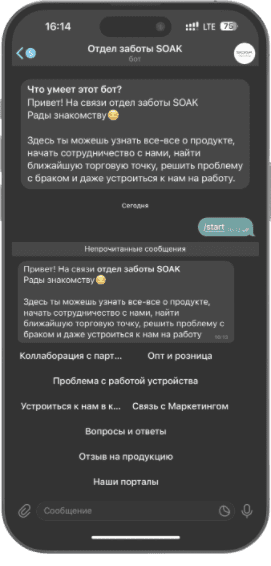 16:14
LTE 75
Отдел заботы SOAK
бот
Что умеет этот бот?
Привет! На связи отдел заботы SOAK
Рады знакомству😳
Здесь ты можешь узнать все-все о продукте,
начать сотрудничество с нами, найти
ближайшую торговую точку, решить проблему
с браком и даже устроиться к нам на работу.
Сегодня
/start
Непрочитанные сообщения
Привет! На связи отдел заботы SOAK
Рады знакомству😳
Здесь ты можешь узнать все-все о продукте,
начать сотрудничество с нами, найти
ближайшую торговую точку, решить проблему с
браком и даже устроиться к нам на работу
Коллаборация с парт... Опт и розница
Проблема с работой устройства
Устроиться к нам в к... Связь с Маркетингом
Вопросы и ответы
Отзыв на продукцию
Наши порталы
Сообщение